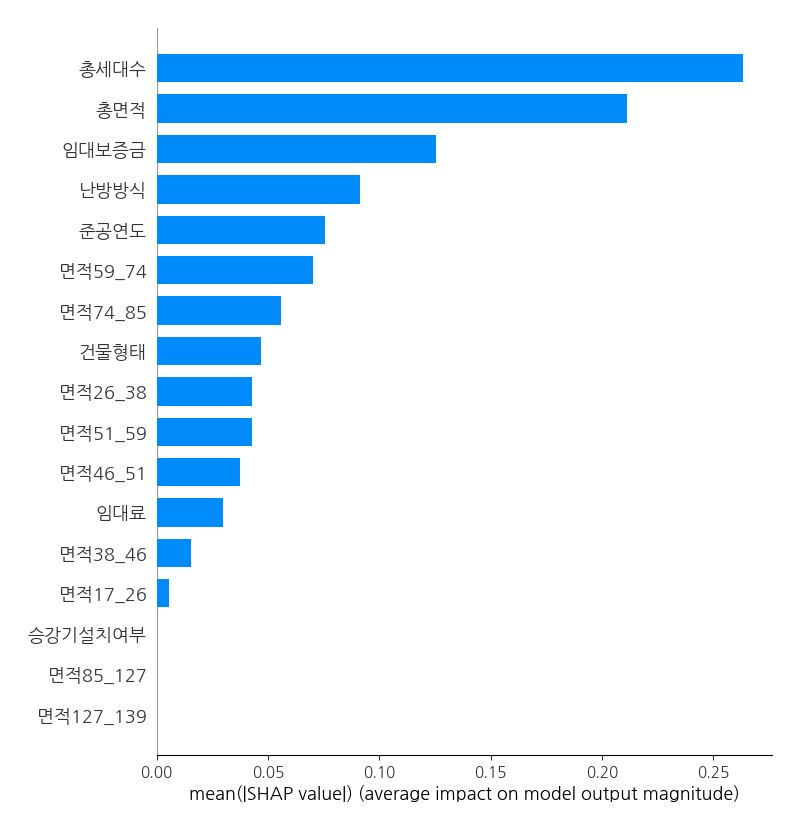 총세대수
총면적
임대보증금
난방방식
준공연도
면적59_74
면적74_85
건물형태
면적26_38
면적51_59
면적46_51
임대료
면적38_46
면적17_26
승강기설치여부
면적85_127
면적127_139
0.00 0.05 0.10 0.15 0.20 0.25
mean(|SHAP value|) (average impact on model output magnitude)